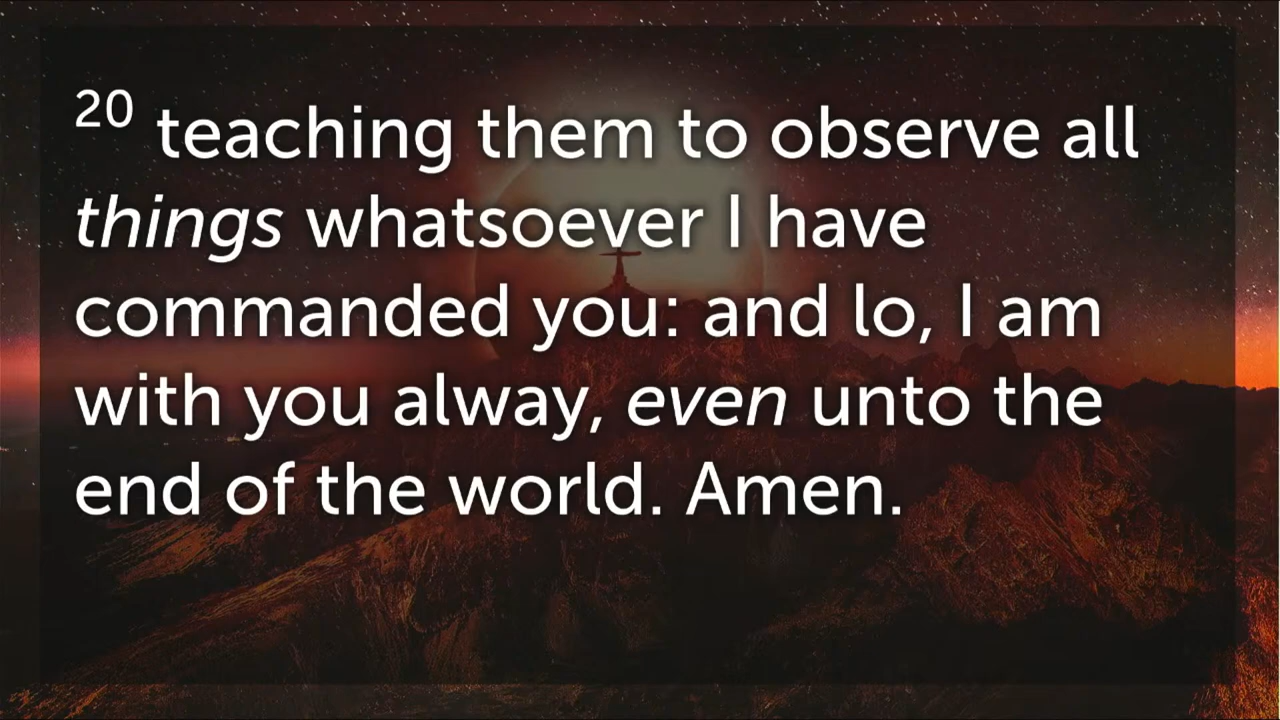 20 teaching them to observe all
things whatsoever I have
commanded you: and lo, I am
with you alway, even unto the
end of the world. Amen.